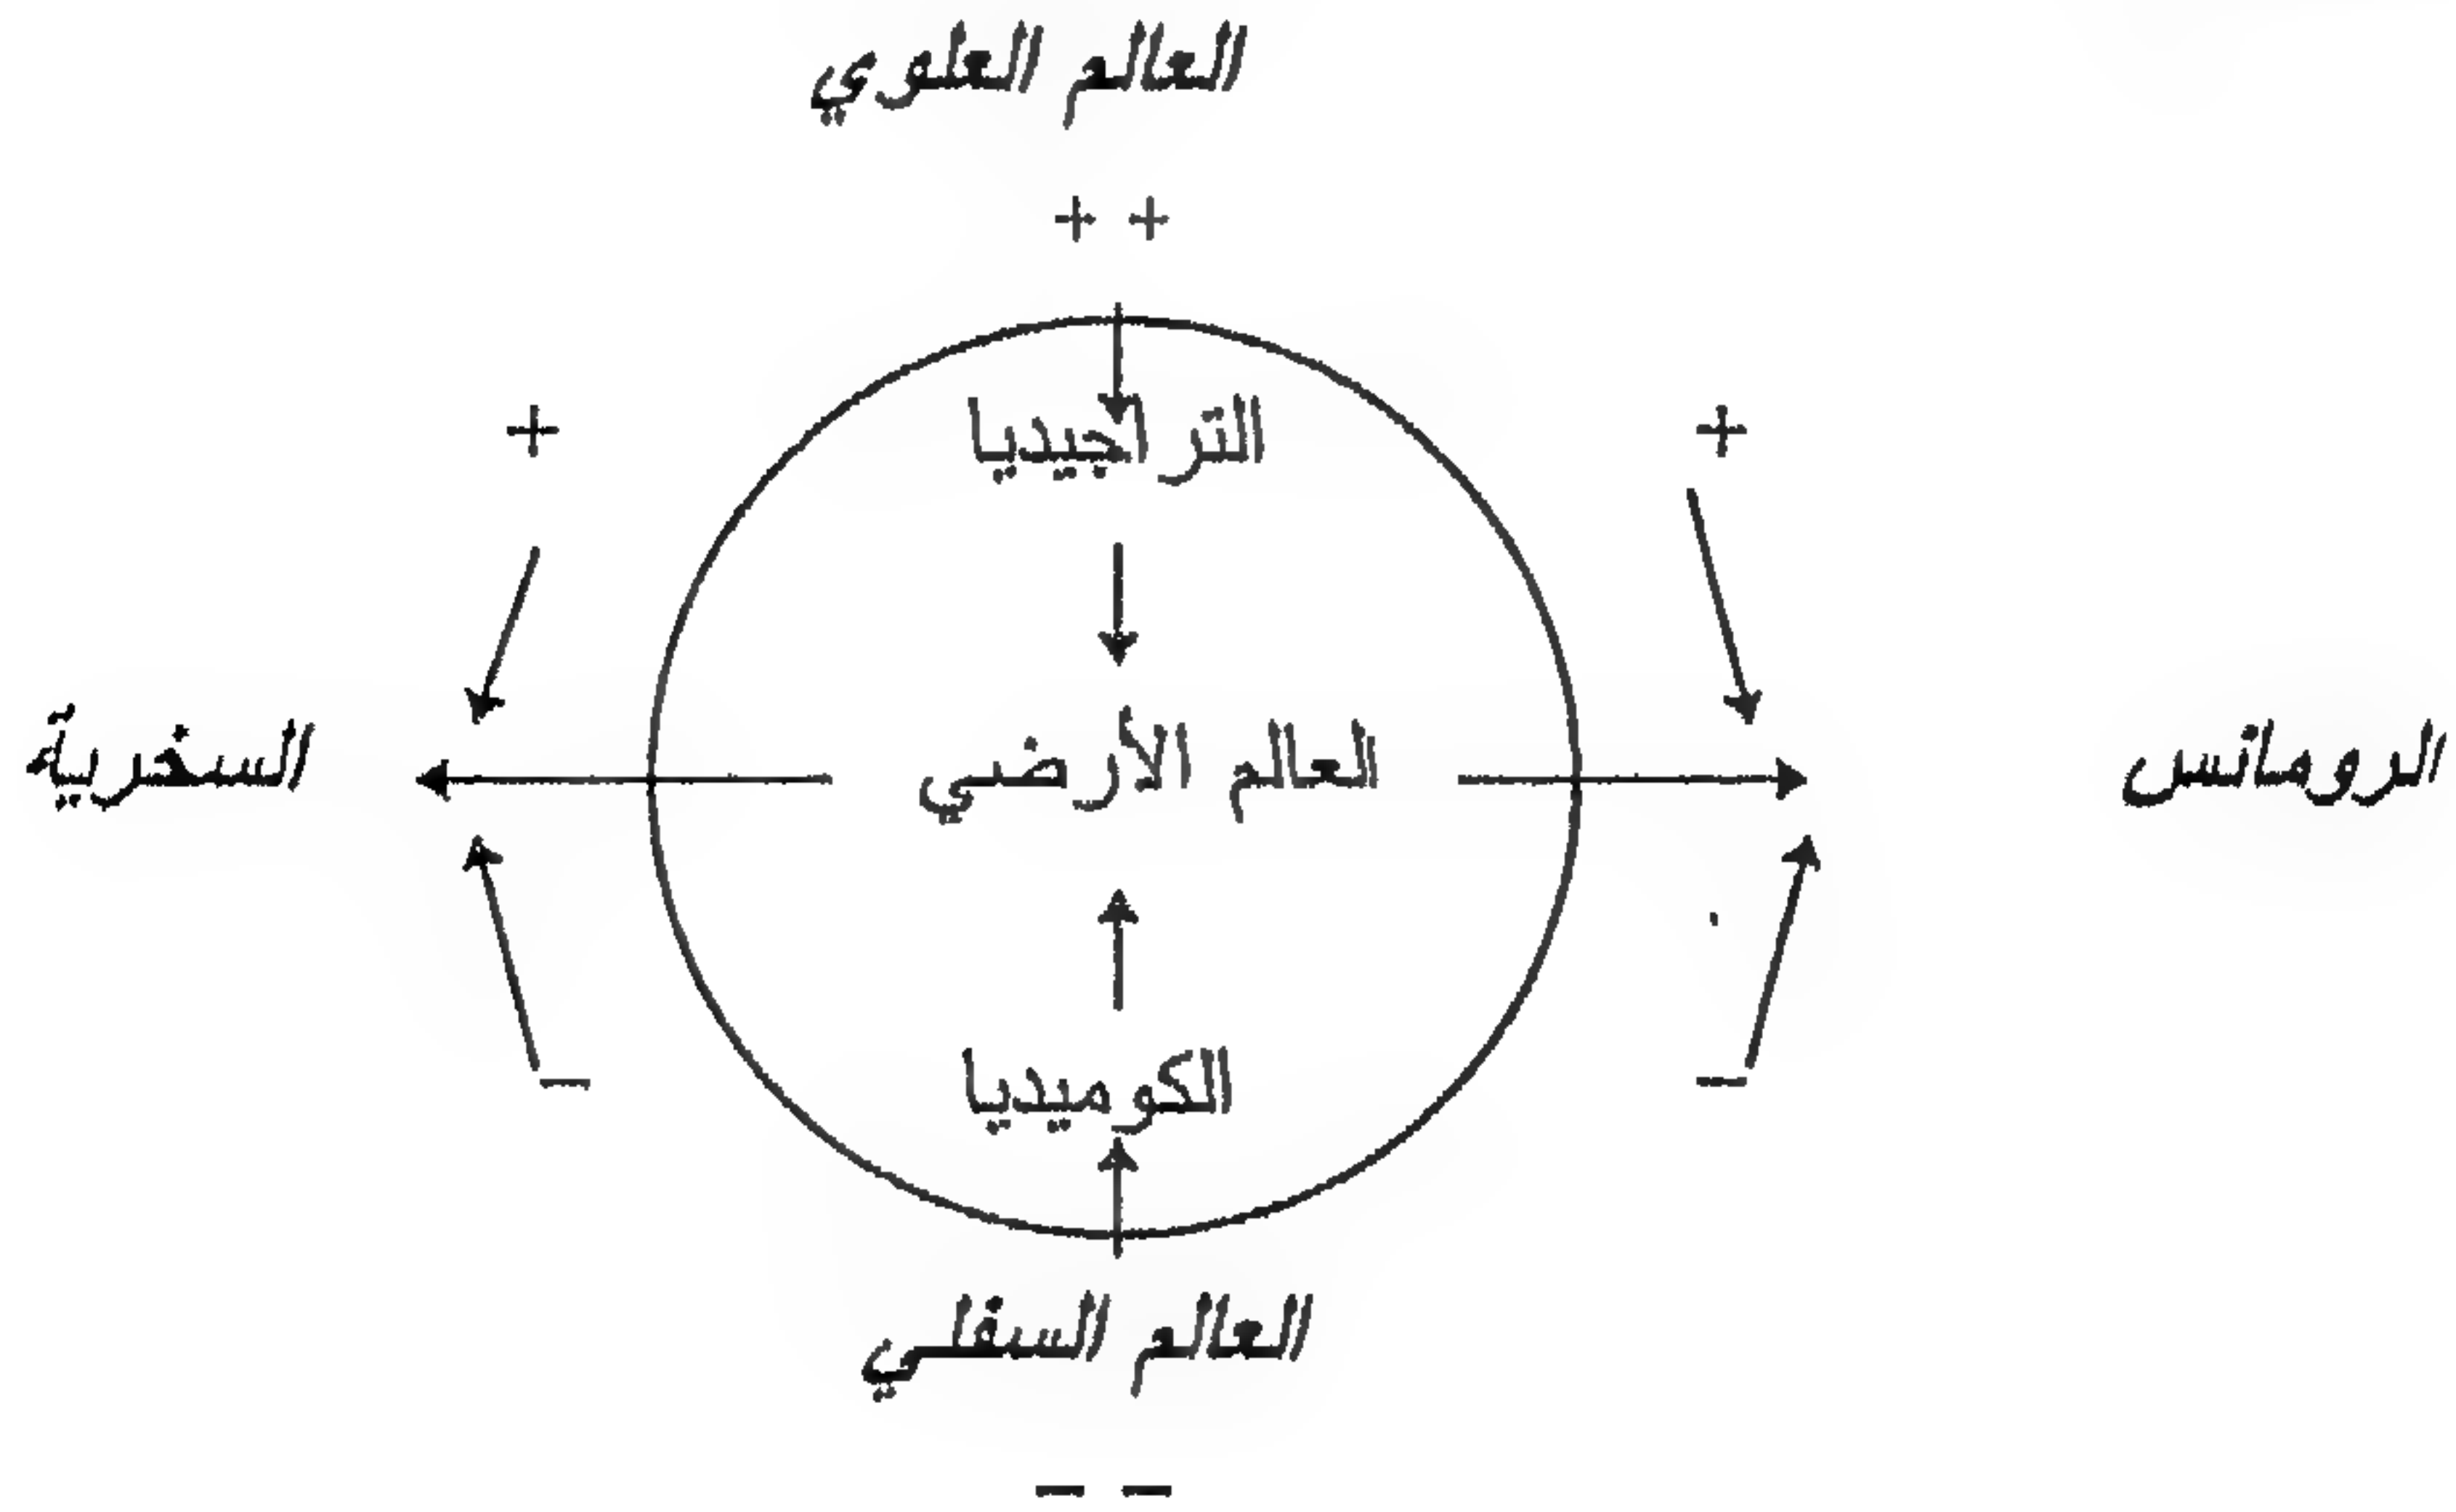 العالم العلوي
+ +
+ +
التراجيديا
الرومانس العالم الأرضي السخرية
الكوميديا
– –
العالم السفلي
– –